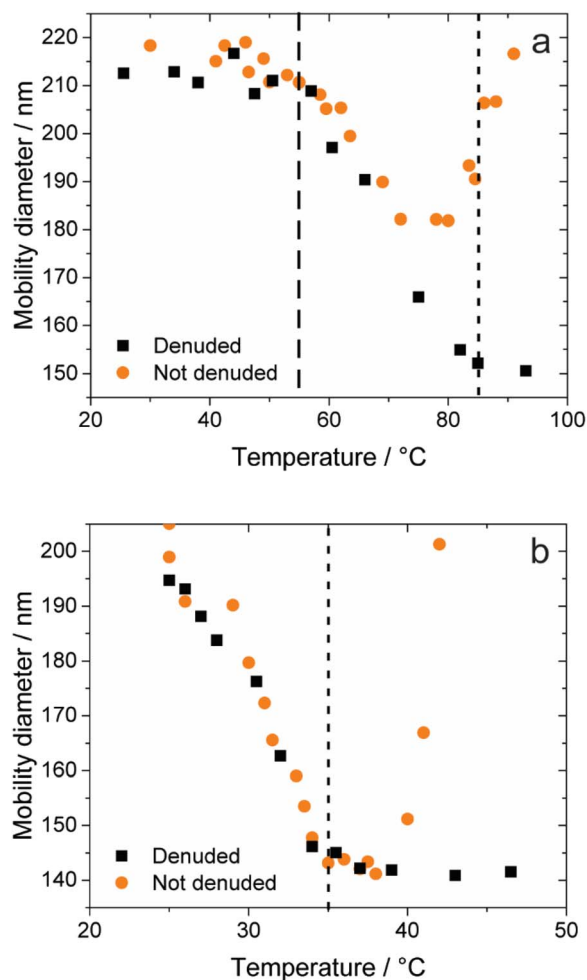 a
220
210
200
190
180
170
160
150
Mobility diameter / nm
Denuded
Not denuded
20 40 60 80 100
Temperature / °C
b
200
190
180
170
160
150
140
Mobility diameter / nm
Denuded
Not denuded
20 30 40 50
Temperature / °C